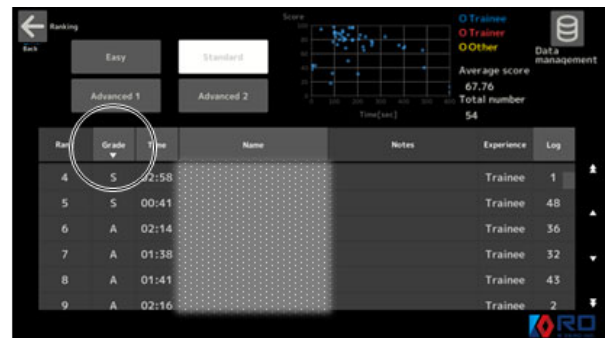 Ranking
Back
Easy
Standard
Advanced 1
Advanced 2
Score
Time[sec]
O Trainee
O Trainer
O Other
Average score
67.76
Total number
54
Data
management
Rank Grade Time Name Notes Experience Log
4 S 02:58 Trainee 1
5 S 00:41 Trainee 48
6 A 02:14 Trainee 36
7 A 01:38 Trainee 32
8 A 01:41 Trainee 43
9 A 02:16 Trainee 2
RD